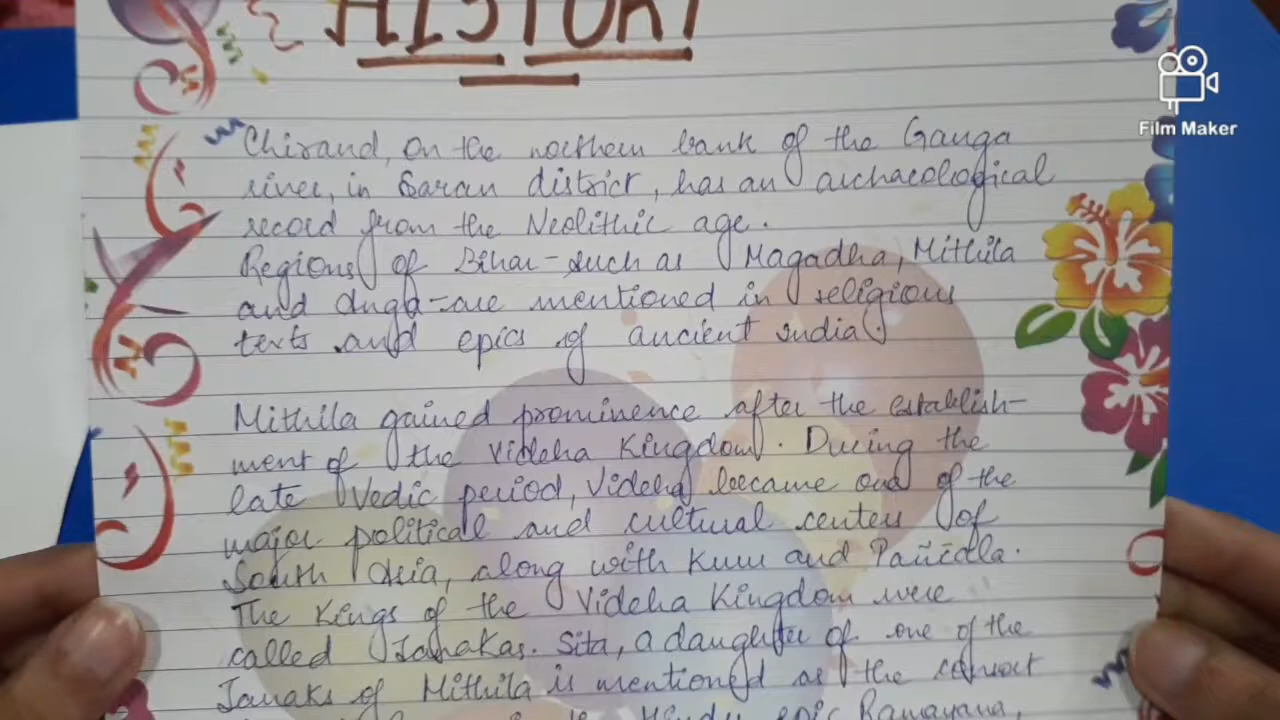 HISTORY
Film Maker
Chirand, on the northern bank of the Ganga
river, in Saran district, has an archaeological
record from the Neolithic age.
Regions of Bihar-such as Magadha, Mithila
and Anga-are mentioned in religious
texts and epics of ancient India.
Mithila gained prominence after the establish-
ment of the Videha Kingdom. During the
late Vedic period, Videha became one of the
major political and cultural centers of
South Asia, along with Kuru and Pañcāla.
The Kings of the Videha Kingdom were
called Janakas. Sita, a daughter of one of the
Janaks of Mithila is mentioned as the consort
Hindu epic Ramayana,